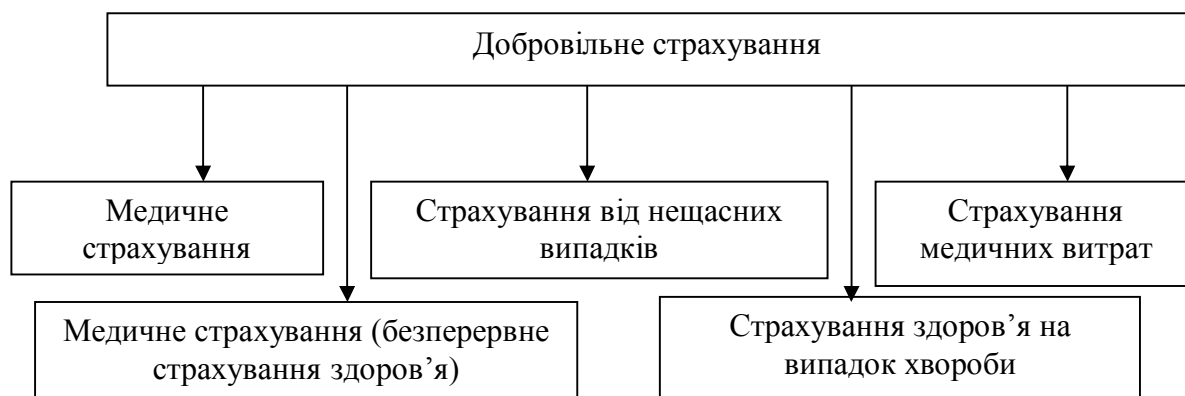 Добровільне страхування
Медичне
страхування
Страхування від нещасних
випадків
Страхування
медичних витрат
Медичне страхування (безперервне
страхування здоров’я)
Страхування здоров’я на
випадок хвороби